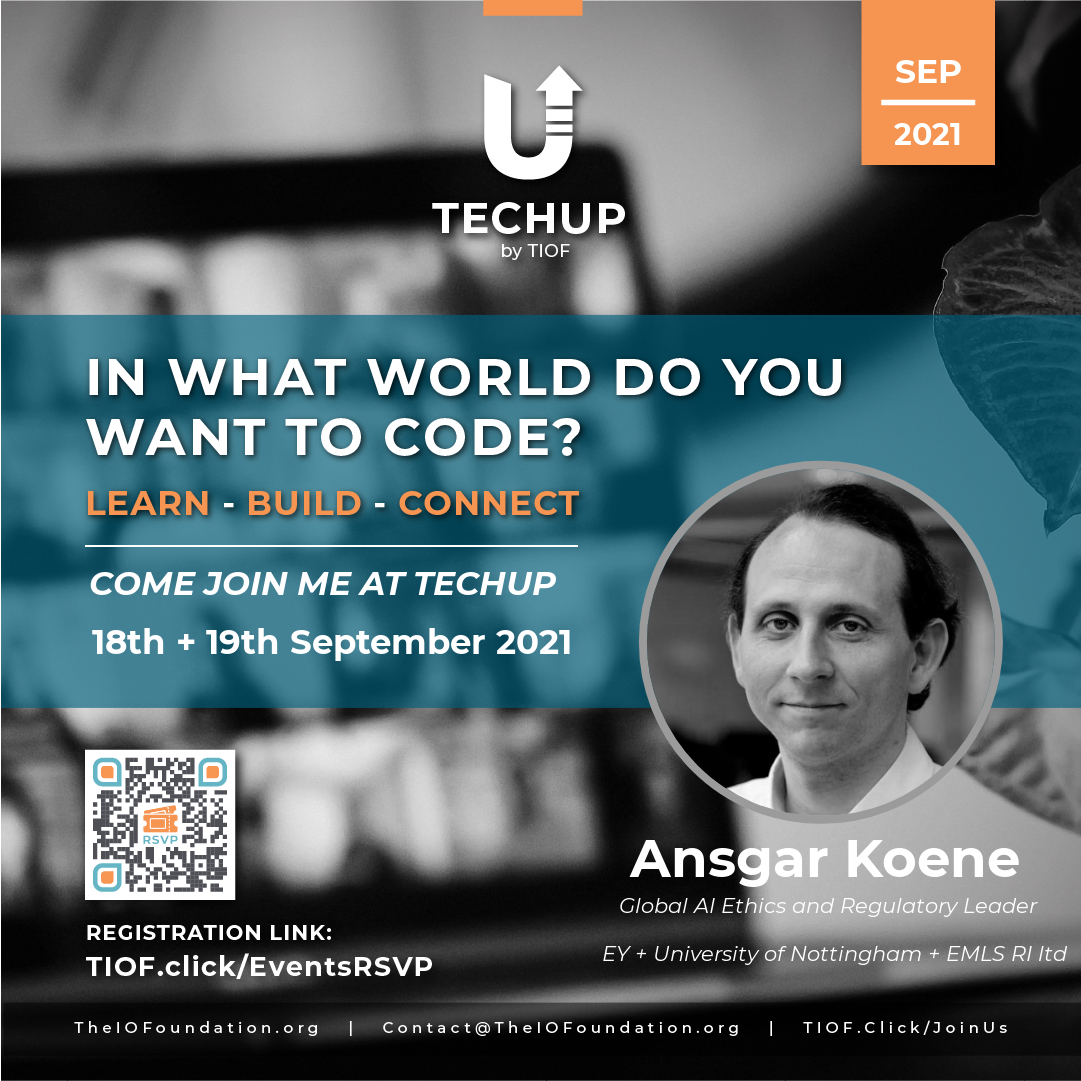 SEP
2021
TECHUP
by TIOF
IN WHAT WORLD DO YOU
WANT TO CODE?
LEARN - BUILD - CONNECT
COME JOIN ME AT TECHUP
18th + 19th September 2021
RSVP
Ansgar Koene
Global AI Ethics and Regulatory Leader
EY + University of Nottingham + EMLS RI ltd
REGISTRATION LINK:
TIOF.click/EventsRSVP
TheIOFoundation.org | Contact@TheIOFoundation.org | TIOF.Click/JoinUs